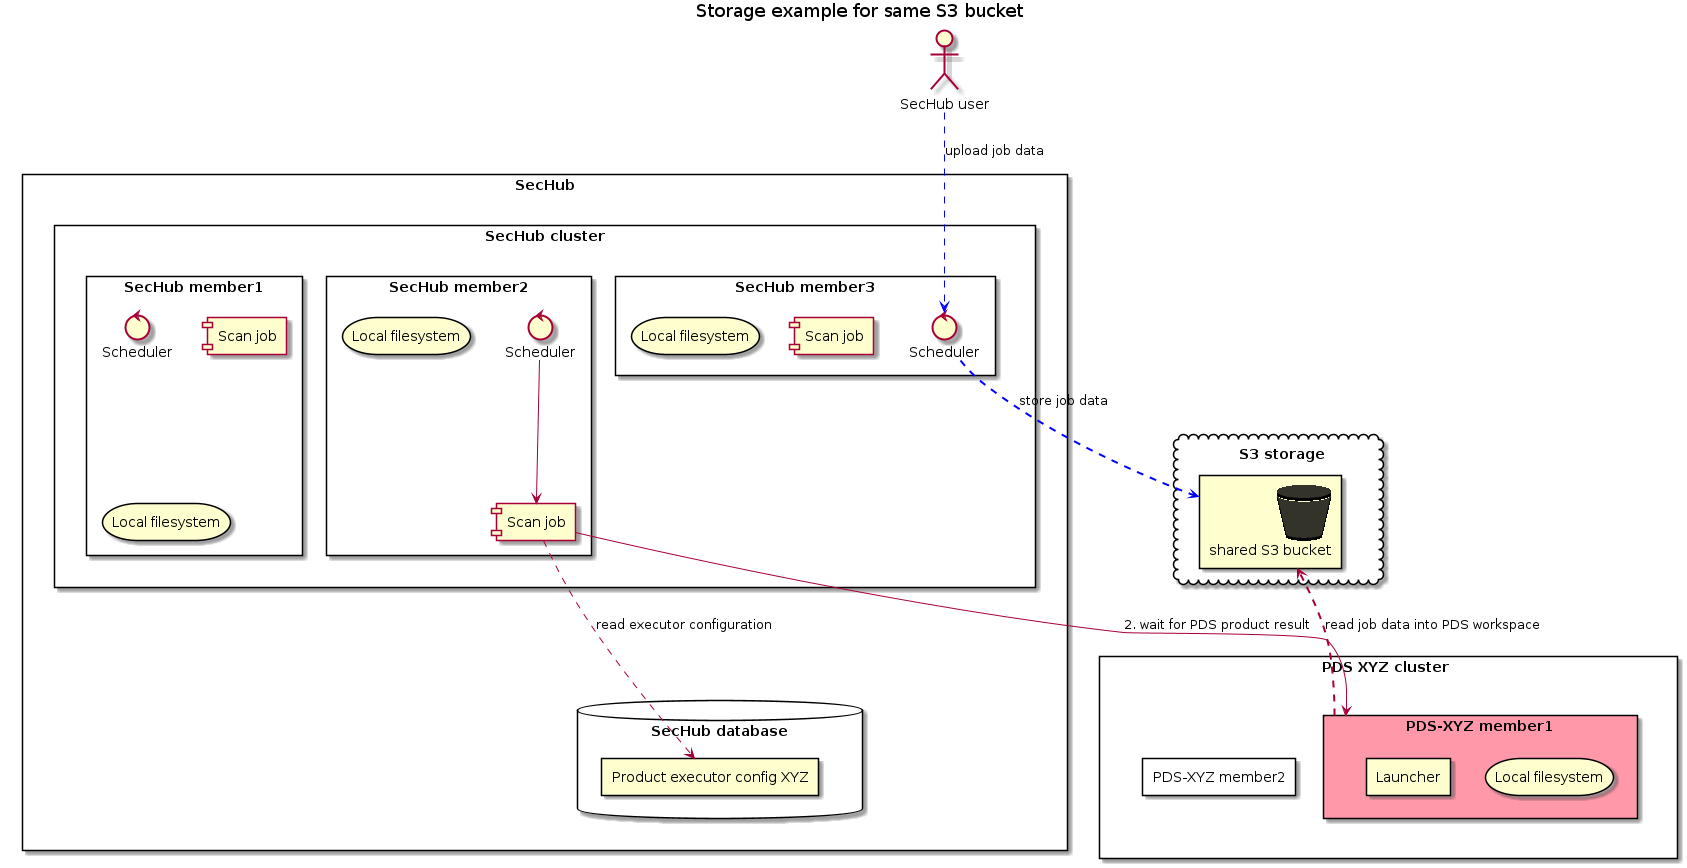 Storage example for same S3 bucket
SecHub user
upload job data
SecHub
SecHub cluster
SecHub member1
Scheduler
Scan job
Local filesystem
SecHub member2
Local filesystem
Scheduler
Scan job
SecHub member3
Local filesystem
Scan job
Scheduler
store job data
S3 storage
shared S3 bucket
read executor configuration
2. wait for PDS product result
read job data into PDS workspace
SecHub database
Product executor config XYZ
PDS XYZ cluster
PDS-XYZ member2
PDS-XYZ member1
Launcher
Local filesystem